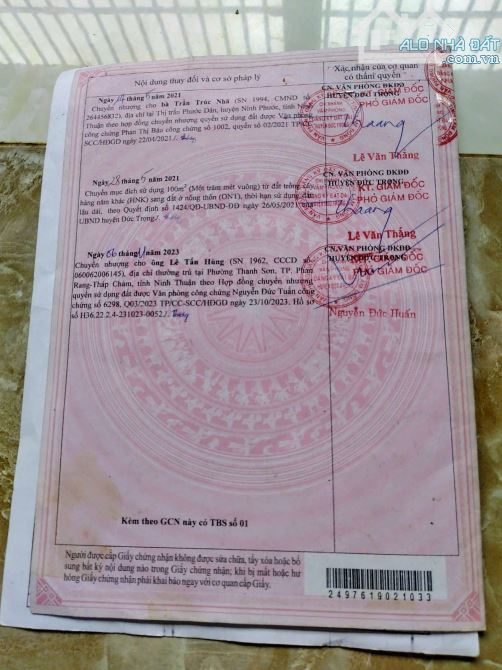 ALO NHÀ ĐẤT
Nội dung thay đổi và cơ sở pháp lý
Xác nhận của cơ quan
có thẩm quyền
Ngày 5 năm 2021
Chuyển nhượng cho bà Trần Trúc Nhã (SN 1994, CMND số
264456832), địa chỉ tại Thị trấn Phước Dân, huyện Ninh Phước, tỉnh Ninh
Thuận theo hợp đồng chuyển nhượng quyền sử dụng được Văn phòng
công chứng Phan Thị Bảo công chứng số 1002, quyển số 02/2021 TP/CC-
SCC/HĐGD ngày 22/04/2021.
CN. VĂN PHÒNG ĐKĐĐ
HUYỆN ĐỨC TRỌNG
PHÓ GIÁM ĐỐC
Lê Văn Thắng
Ngày 28 tháng 5 năm 2021
Chuyển mục đích sử dụng 100m² (Một trăm mét vuông) từ đất trồng cây
hàng năm khác (HNK) sang đất ở nông thôn (ONT), thời hạn sử dụng đất:
lâu dài, theo Quyết định số 1424/QĐ-UBND-ĐĐ ngày 26/05/2021 của
UBND huyện Đức Trọng.
CN. VĂN PHÒNG ĐKĐĐ
HUYỆN ĐỨC TRỌNG
KT. GIÁM ĐỐC
PHÓ GIÁM ĐỐC
Lê Văn Thắng
Ngày 06 tháng 11 năm 2023
Chuyển nhượng cho ông Lê Tấn Hùng (SN 1962, CCCD số
060062006145), địa chỉ thường trú tại Phường Thanh Sơn, TP. Phan
Rang-Tháp Chàm, tỉnh Ninh Thuận theo Hợp đồng chuyển nhượng
quyền sử dụng đất được Văn phòng công chứng Nguyễn Đức Tuấn công
chứng số 6298, Q03/2023 TP/CC-SCC/HĐGD ngày 23/10/2023. Hồ sơ
số H36.22.2.4-231023-0052.
CN. VĂN PHÒNG ĐKĐĐ
HUYỆN ĐỨC TRỌNG
KT. GIÁM ĐỐC
PHÓ GIÁM ĐỐC
Nguyễn Đức Huấn
Kèm theo GCN này có TBS số 01
Người được cấp Giấy chứng nhận không được sửa chữa, tẩy xóa hoặc bổ
sung bất kỳ nội dung nào trong Giấy chứng nhận; khi bị mất hoặc hư
hỏng Giấy chứng nhận phải khai báo ngay với cơ quan cấp Giấy.
2497619021033